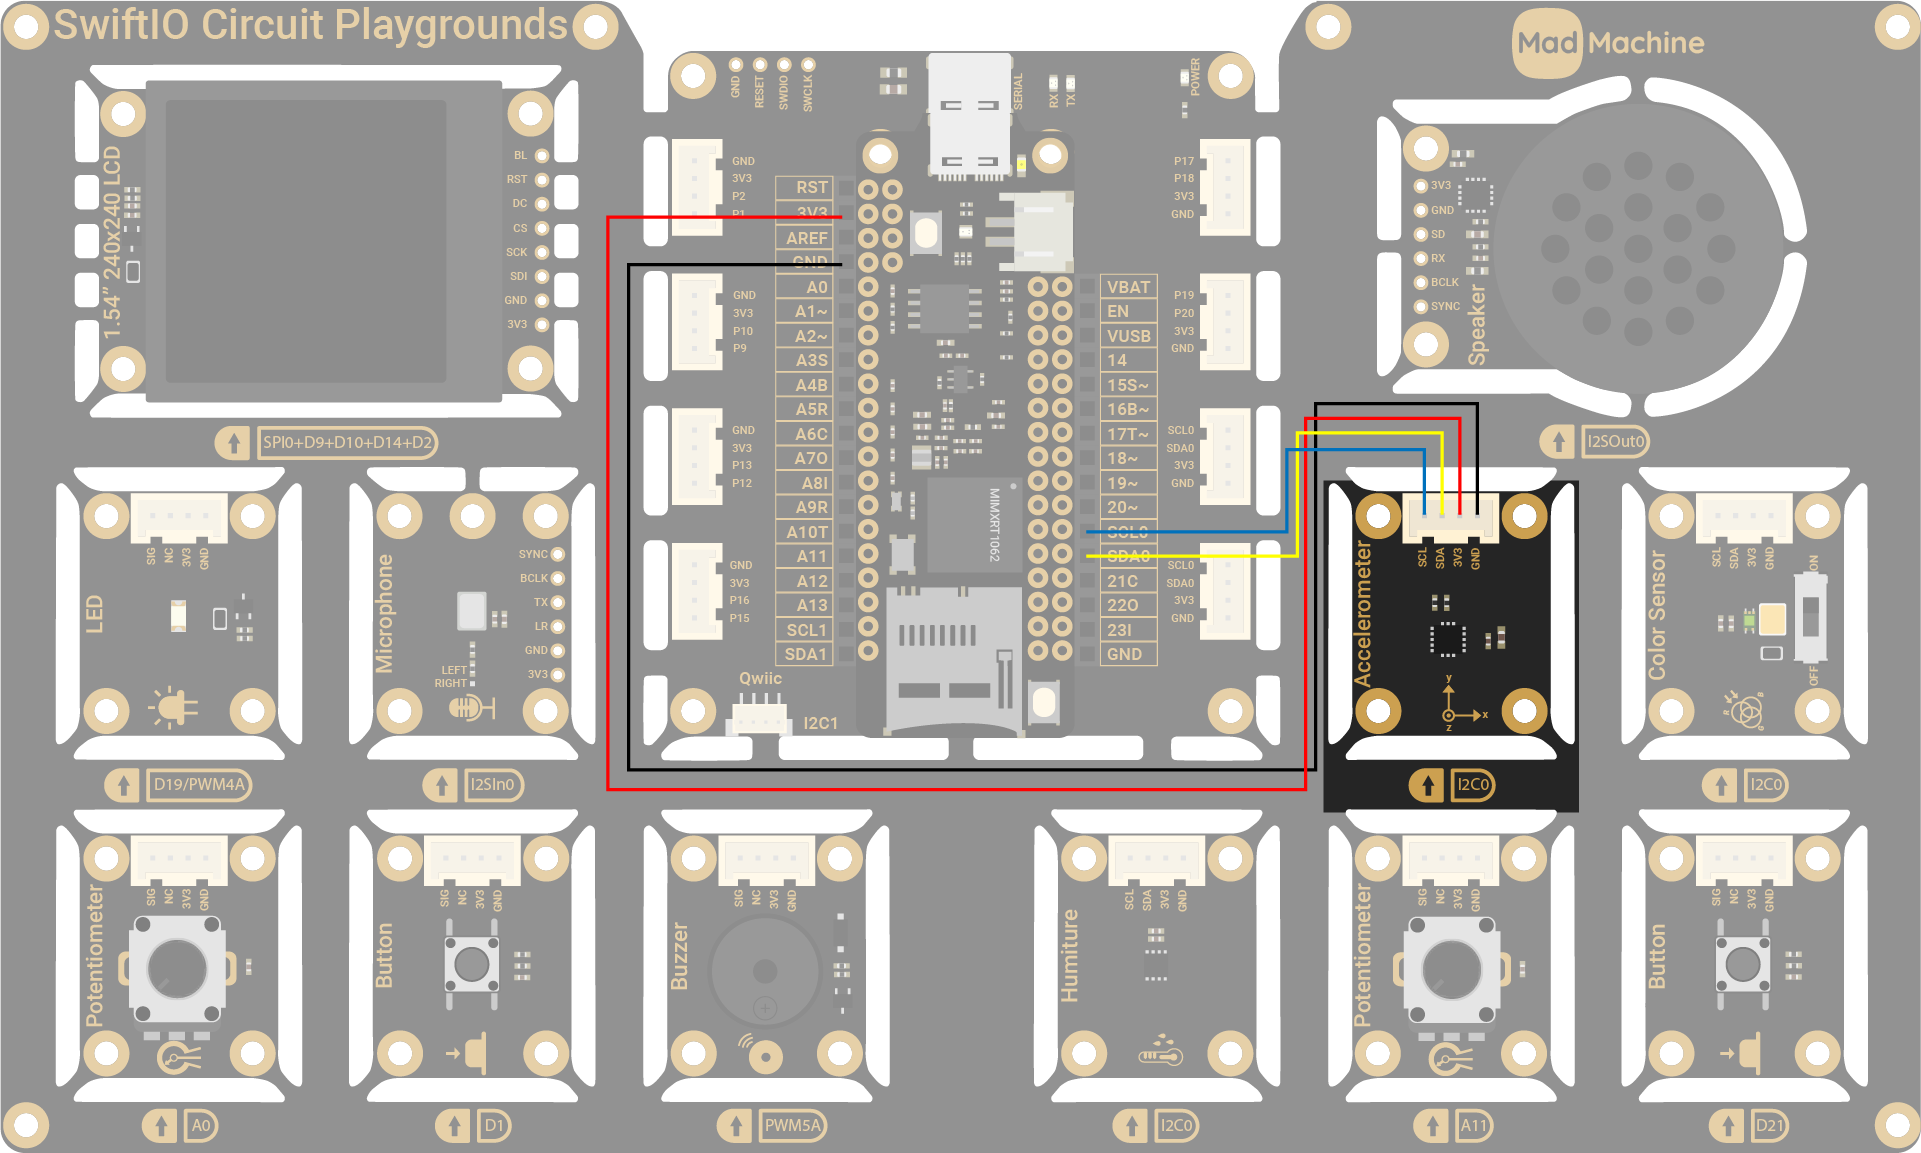 SwiftIO Circuit Playgrounds
Mad Machine
1.54” 240x240 LCD
BL
RST
DC
CS
SCK
SDI
GND
3V3
SPI0+D9+D10+D14+D2
GND
RESET
SWDIO
SWCLK
SERIAL
RX
TX
POWER
GND
3V3
P2
P1
GND
3V3
P10
P9
GND
3V3
P13
P12
GND
3V3
P16
P15
RST
3V3
AREF
GND
A0
A1~
A2~
A3S
A4B
A5R
A6C
A7O
A8I
A9R
A10T
A11
A12
A13
SCL1
SDA1
Qwiic
I2C1
MIMXRT1062
VBAT
EN
VUSB
14
15S~
16B~
17T~
18~
19~
20~
SCL0
SDA0
21C
22O
23I
GND
P17
P18
3V3
GND
P19
P20
3V3
GND
SCL0
SDA0
3V3
GND
SCL0
SDA0
3V3
GND
3V3
GND
SD
RX
BCLK
SYNC
Speaker
I2SOut0
SIG
NC
3V3
GND
LED
D19/PWM4A
Microphone
SYNC
BCLK
TX
LR
GND
3V3
LEFT
RIGHT
I2SIn0
SCL
SDA
3V3
GND
Accelerometer
y
x
z
I2C0
SCL
SDA
3V3
GND
Color Sensor
ON
OFF
R
B
G
I2C0
SIG
NC
3V3
GND
Potentiometer
A0
SIG
NC
3V3
GND
Button
D1
SIG
NC
3V3
GND
Buzzer
PWM5A
SCL
SDA
3V3
GND
Humiture
I2C0
SIG
NC
3V3
GND
Potentiometer
A11
SIG
NC
3V3
GND
Button
D21